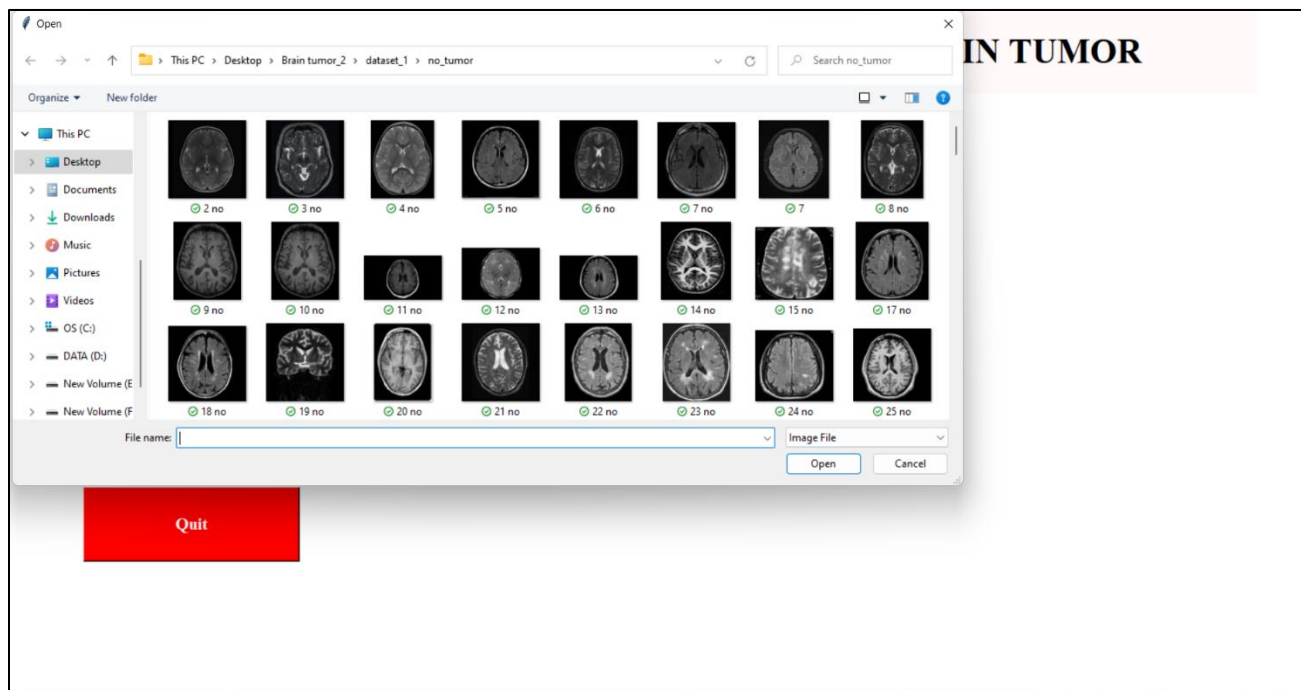 Open
IN TUMOR
This PC > Desktop > Brain tumor_2 > dataset_1 > no_tumor
Search no_tumor
Organize
New folder
This PC
Desktop
Documents
Downloads
Music
Pictures
Videos
OS (C:)
DATA (D:)
New Volume (E
New Volume (F
2 no
3 no
4 no
5 no
6 no
7 no
7
8 no
9 no
10 no
11 no
12 no
13 no
14 no
15 no
17 no
18 no
19 no
20 no
21 no
22 no
23 no
24 no
25 no
File name:
Image File
Open
Cancel
Quit